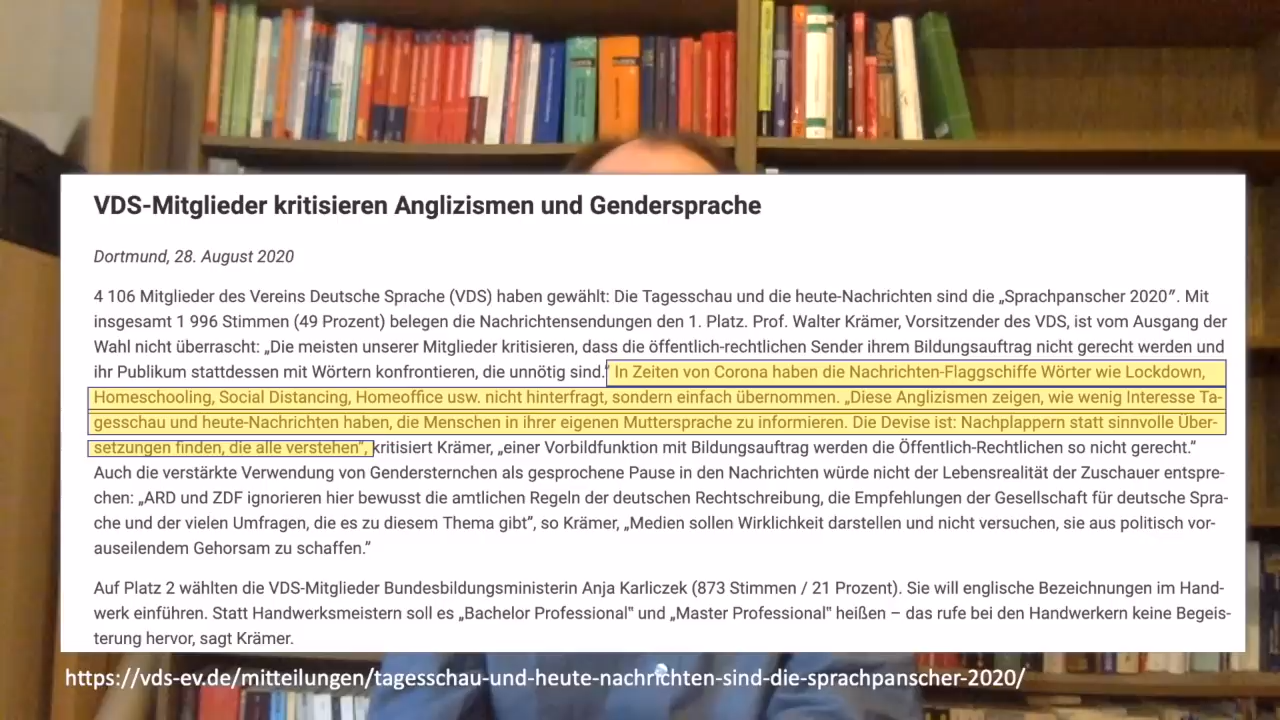 VDS-Mitglieder kritisieren Anglizismen und Gendersprache
Dortmund, 28. August 2020
4 106 Mitglieder des Vereins Deutsche Sprache (VDS) haben gewählt: Die Tagesschau und die heute-Nachrichten sind die „Sprachpanscher 2020″. Mit
insgesamt 1 996 Stimmen (49 Prozent) belegen die Nachrichtensendungen den 1. Platz. Prof. Walter Krämer, Vorsitzender des VDS, ist vom Ausgang der
Wahl nicht überrascht: „Die meisten unserer Mitglieder kritisieren, dass die öffentlich-rechtlichen Sender ihrem Bildungsauftrag nicht gerecht werden und
ihr Publikum stattdessen mit Wörtern konfrontieren, die unnötig sind.“ In Zeiten von Corona haben die Nachrichten-Flaggschiffe Wörter wie Lockdown,
Homeschooling, Social Distancing, Homeoffice usw. nicht hinterfragt, sondern einfach übernommen. „Diese Anglizismen zeigen, wie wenig Interesse Ta-
gesschau und heute-Nachrichten haben, die Menschen in ihrer eigenen Muttersprache zu informieren. Die Devise ist: Nachplappern statt sinnvolle Über-
setzungen finden, die alle verstehen“, kritisiert Krämer, „einer Vorbildfunktion mit Bildungsauftrag werden die Öffentlich-Rechtlichen so nicht gerecht.”
Auch die verstärkte Verwendung von Gendersternchen als gesprochene Pause in den Nachrichten würde nicht der Lebensrealität der Zuschauer entspre-
chen: „ARD und ZDF ignorieren hier bewusst die amtlichen Regeln der deutschen Rechtschreibung, die Empfehlungen der Gesellschaft für deutsche Spra-
che und der vielen Umfragen, die es zu diesem Thema gibt”, so Krämer, „Medien sollen Wirklichkeit darstellen und nicht versuchen, sie aus politisch vor-
auseilendem Gehorsam zu schaffen.”
Auf Platz 2 wählten die VDS-Mitglieder Bundesbildungsministerin Anja Karliczek (873 Stimmen / 21 Prozent). Sie will englische Bezeichnungen im Hand-
werk einführen. Statt Handwerksmeistern soll es „Bachelor Professional‟ und „Master Professional‟ heißen – das rufe bei den Handwerkern keine Begeis-
terung hervor, sagt Krämer.
https://vds-ev.de/mitteilungen/tagesschau-und-heute-nachrichten-sind-die-sprachpanscher-2020/